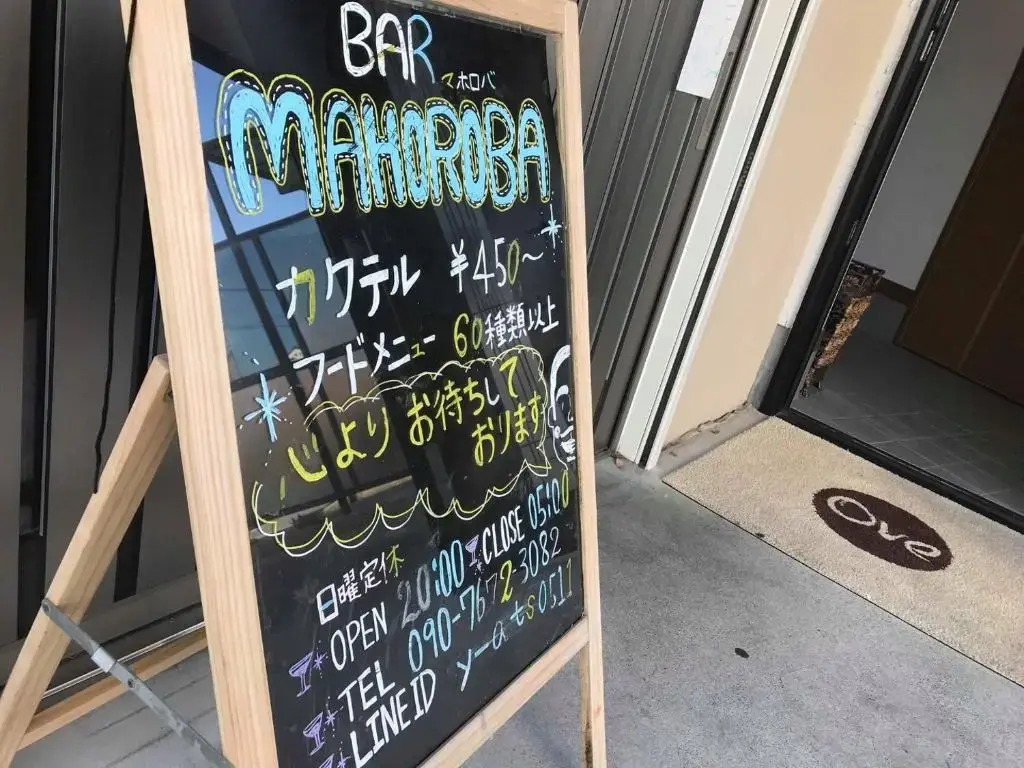 BAR
マホロバ
MAHOROBA
カクテル ¥450~
フードメニュー 60種類以上
心よりお待ちして
おります
日曜定休
OPEN 20:00 CLOSE 05:00
TEL 090-7672-3082
LINE ID y-a-ts0511
Ove